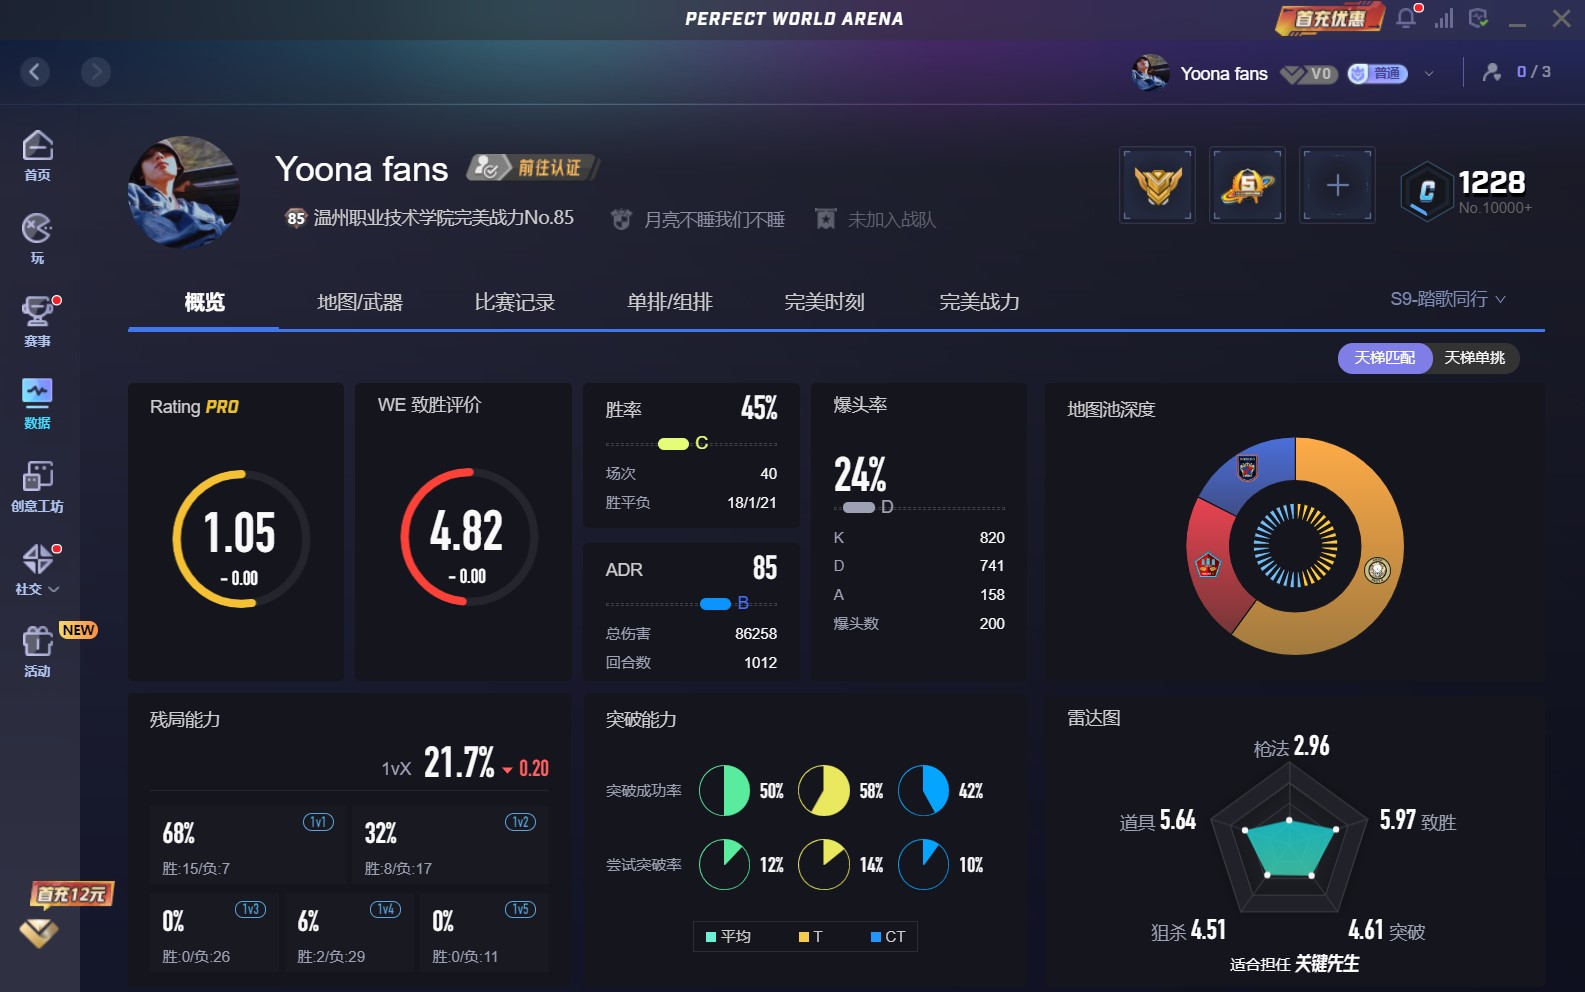 PERFECT WORLD ARENA
首充优惠
Yoona fans V0 普通 0 / 3
首页
玩
赛事
数据
创意工坊
社交
NEW
活动
首充12元
Yoona fans 前往认证
85 温州职业技术学院完美战力No.85 月亮不睡我们不睡 未加入战队
5
C 1228
No.10000+
概览 地图/武器 比赛记录 单排/组排 完美时刻 完美战力 S9-踏歌同行
天梯匹配 天梯单挑
Rating PRO
1.05
- 0.00
WE 致胜评价
4.82
- 0.00
胜率 45%
C
场次 40
胜平负 18/1/21
ADR 85
B
总伤害 86258
回合数 1012
爆头率
24%
D
K 820
D 741
A 158
爆头数 200
地图池深度
残局能力
1vX 21.7% 0.20
68% 1v1
胜:15/负:7
32% 1v2
胜:8/负:17
0% 1v3
胜:0/负:26
6% 1v4
胜:2/负:29
0% 1v5
胜:0/负:11
突破能力
突破成功率 50% 58% 42%
尝试突破率 12% 14% 10%
平均 T CT
雷达图
枪法 2.96
道具 5.64
5.97 致胜
狙杀 4.51
4.61 突破
适合担任 关键先生